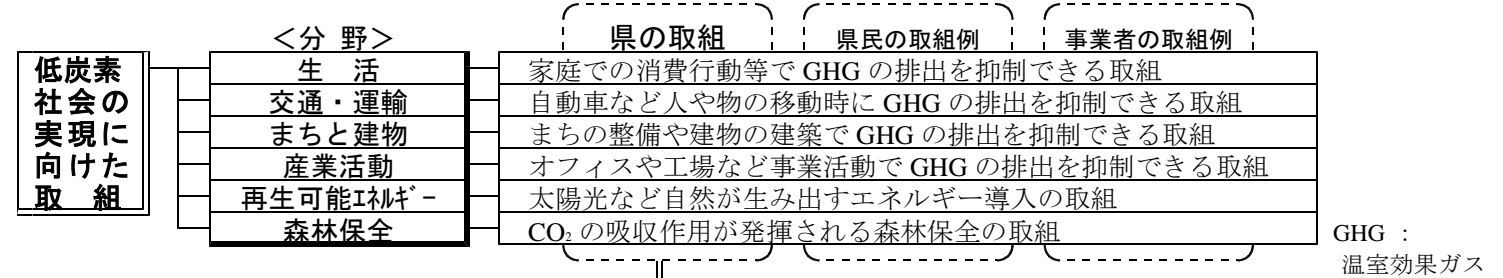 県の取組 県民の取組例 事業者の取組例
<分 野>
低炭素
社会の
実現に
向けた
取 組
生 活 家庭での消費行動等で GHG の排出を抑制できる取組
交通・運輸 自動車など人や物の移動時に GHG の排出を抑制できる取組
まちと建物 まちの整備や建物の建築で GHG の排出を抑制できる取組
産業活動 オフィスや工場など事業活動で GHG の排出を抑制できる取組
再生可能ｴﾈﾙｷﾞｰ 太陽光など自然が生み出すエネルギー導入の取組
森林保全 CO₂ の吸収作用が発揮される森林保全の取組
GHG ：
温室効果ガス